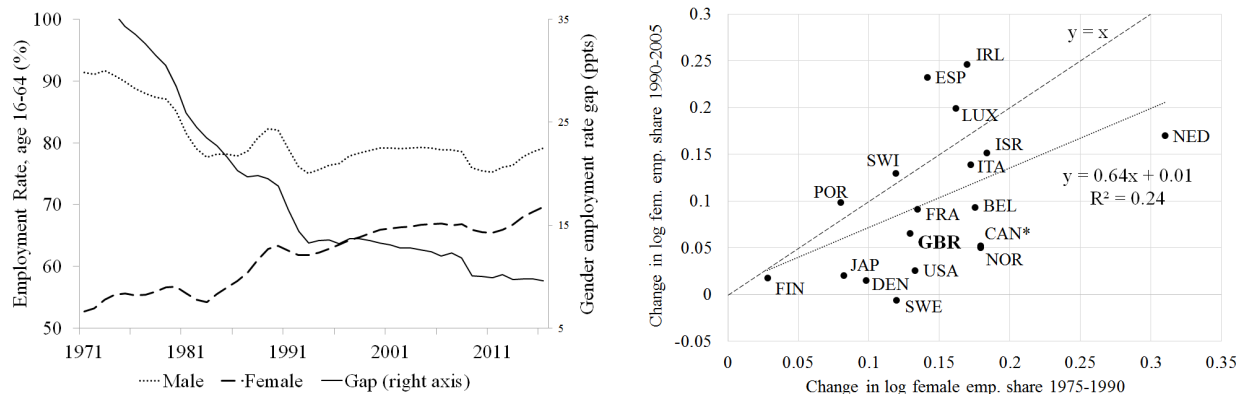 Employment Rate, age 16-64 (%)
100
90
80
70
60
50
35
25
15
5
Gender employment rate gap (ppts)
1971
1981
1991
2001
2011
Male
Female
Gap (right axis)
Change in log fem. emp. share 1990-2005
0.3
0.25
0.2
0.15
0.1
0.05
0
-0.05
y = x
IRL
ESP
LUX
NED
ISR
SWI
ITA
y = 0.64x + 0.01
R² = 0.24
POR
FRA
BEL
CAN*
GBR
NOR
JAP
USA
FIN
DEN
SWE
0
0.05
0.1
0.15
0.2
0.25
0.3
0.35
Change in log female emp. share 1975-1990